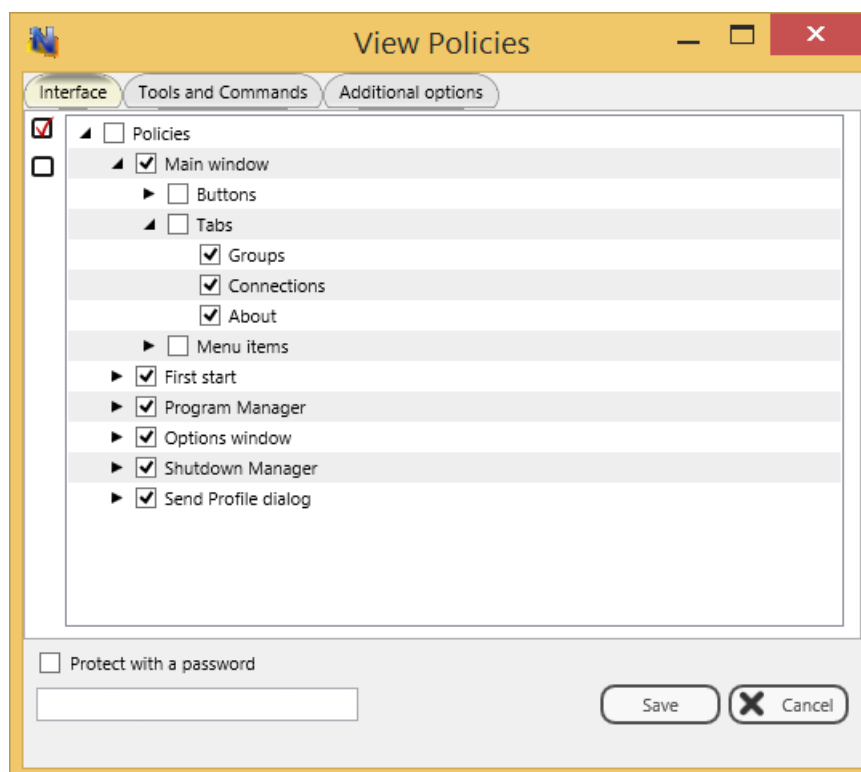 View Policies
Interface Tools and Commands Additional options
Policies
Main window
Buttons
Tabs
Groups
Connections
About
Menu items
First start
Program Manager
Options window
Shutdown Manager
Send Profile dialog
Protect with a password
Save Cancel